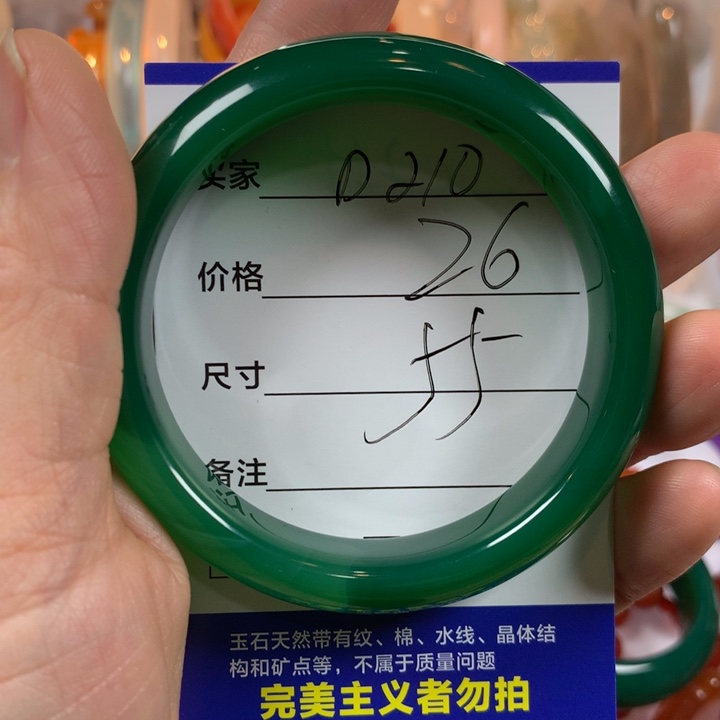 买家 D210
价格 26
尺寸 55
备注
玉石天然带有纹、棉、水线、晶体结
构和矿点等，不属于质量问题
完美主义者勿拍